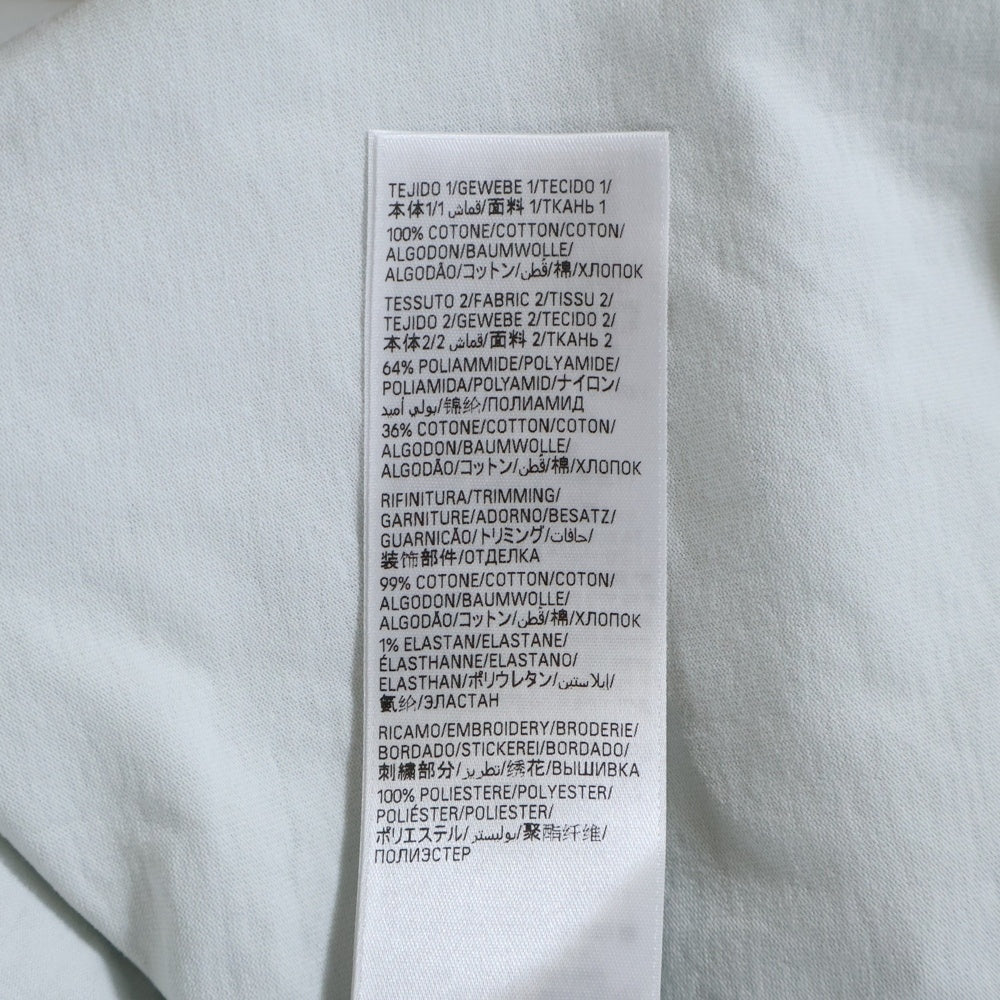 TEJIDO 1/GEWEBE 1/TECIDO 1/
本体1/1 قماش/面料 1/ТКАНЬ 1
100% COTONE/COTTON/COTON/
ALGODON/BAUMWOLLE/
ALGODÃO/コットン/قطن/棉/ХЛОПОК
TESSUTO 2/FABRIC 2/TISSU 2/
TEJIDO 2/GEWEBE 2/TECIDO 2/
本体2/2 قماش/面料 2/ТКАНЬ 2
64% POLIAMMIDE/POLYAMIDE/
POLIAMIDA/POLYAMID/ナイロン/
بولي أميد/锦纶/ПОЛИАМИД
36% COTONE/COTTON/COTON/
ALGODON/BAUMWOLLE/
ALGODÃO/コットン/قطن/棉/ХЛОПОК
RIFINITURA/TRIMMING/
GARNITURE/ADORNO/BESATZ/
GUARNICÃO/トリミング/حافات/
装饰部件/ОТДЕЛКА
99% COTONE/COTTON/COTON/
ALGODON/BAUMWOLLE/
ALGODÃO/コットン/قطن/棉/ХЛОПОК
1% ELASTAN/ELASTANE/
ÉLASTHANNE/ELASTANO/
ELASTHAN/ポリウレタン/إيلاستين/
氨纶/ЭЛАСТАН
RICAMO/EMBROIDERY/BRODERIE/
BORDADO/STICKEREI/BORDADO/
刺繍部分/تطريز/绣花/ВЫШИВКА
100% POLIESTERE/POLYESTER/
POLIÉSTER/POLIESTER/
ポリエステル/بوليستر/聚酯纤维/
ПОЛИЭСТЕР